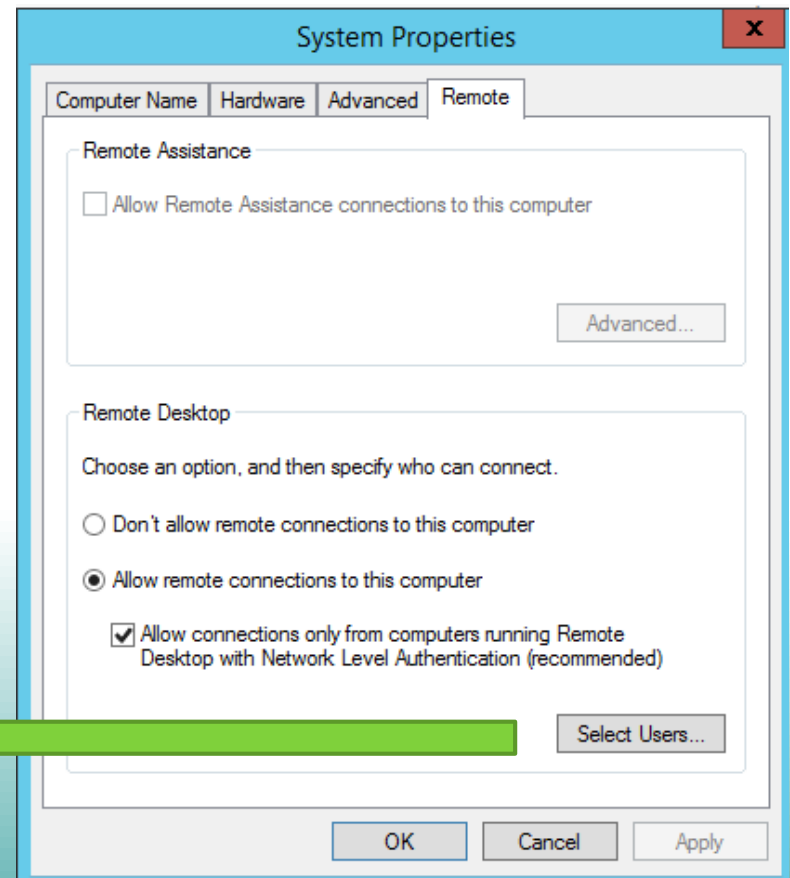 System Properties
x
Computer Name
Hardware
Advanced
Remote
Remote Assistance
Allow Remote Assistance connections to this computer
Advanced...
Remote Desktop
Choose an option, and then specify who can connect.
Don't allow remote connections to this computer
Allow remote connections to this computer
Allow connections only from computers running Remote
Desktop with Network Level Authentication (recommended)
Select Users...
OK
Cancel
Apply